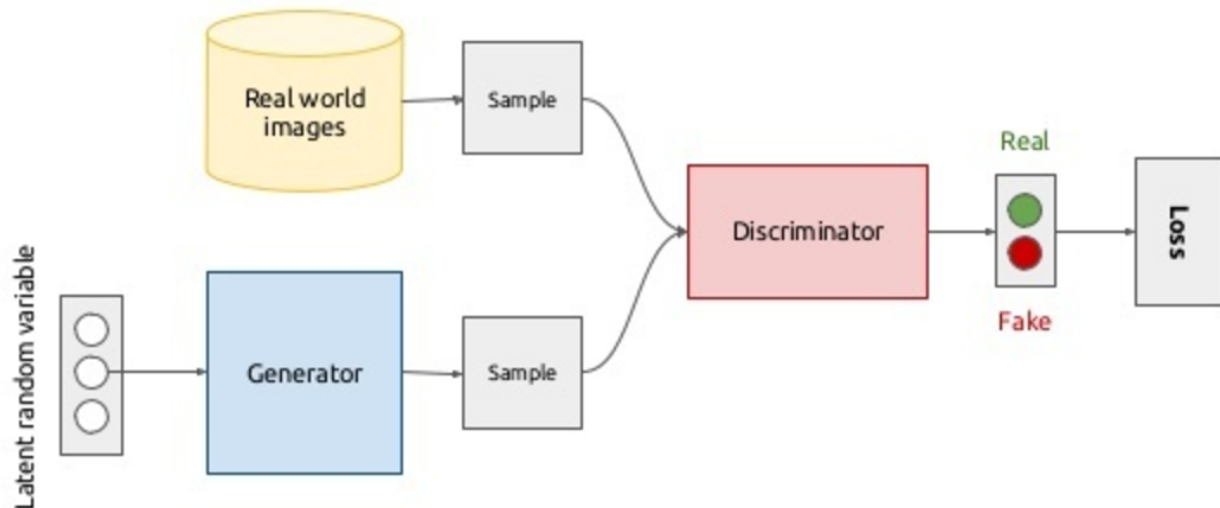 Real world
images
Sample
Real
Discriminator
Loss
Fake
Latent random variable
Generator
Sample